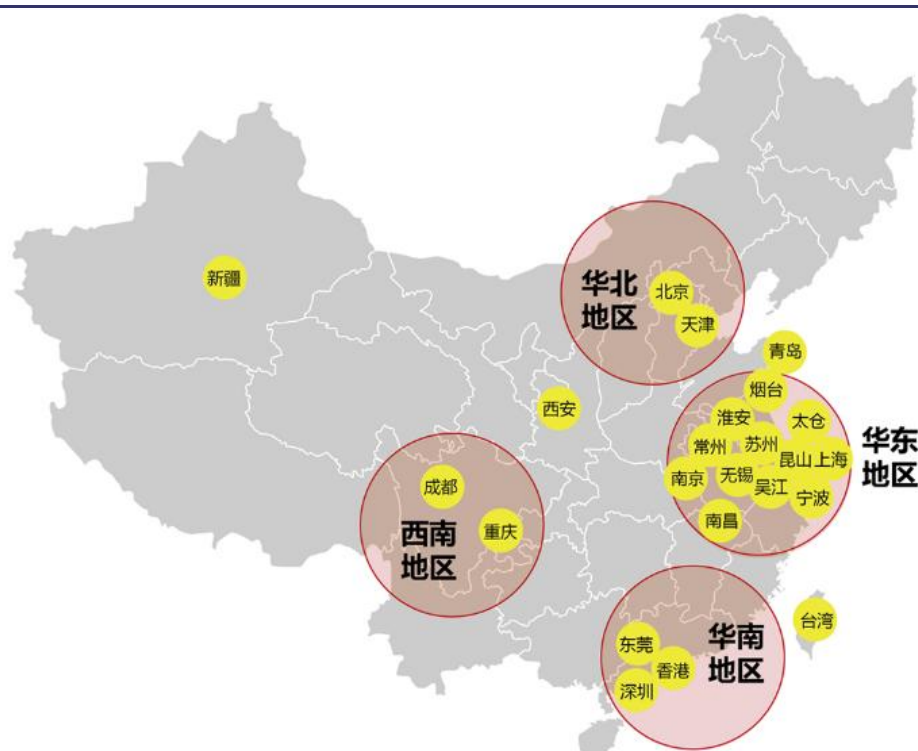 新疆
华北
地区
北京
天津
青岛
烟台
淮安
太仓
常州
苏州
昆山
上海
南京
无锡
吴江
宁波
南昌
华东
地区
西安
成都
重庆
西南
地区
东莞
香港
深圳
华南
地区
台湾